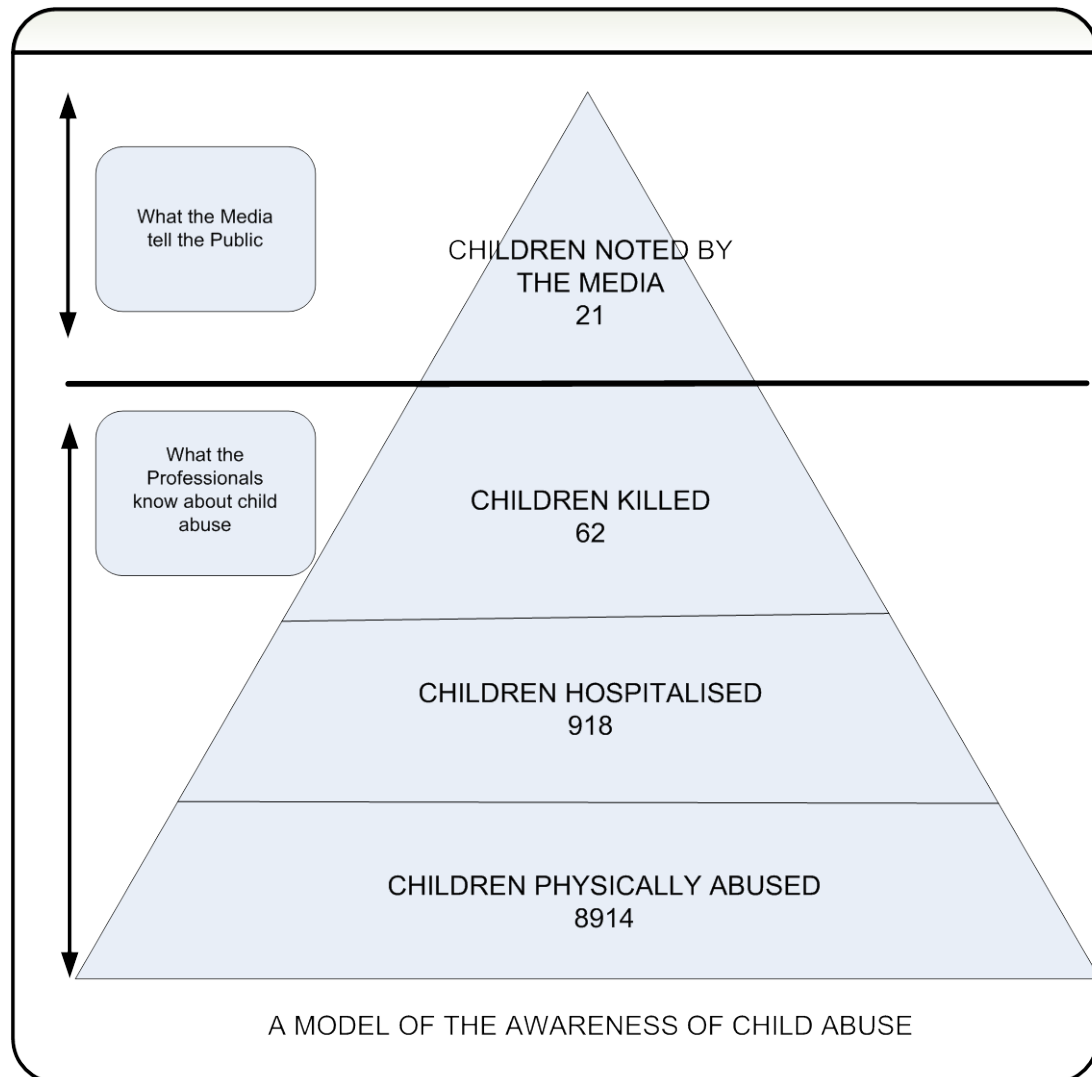 What the Media
tell the Public
CHILDREN NOTED BY
THE MEDIA
21
What the
Professionals
know about child
abuse
CHILDREN KILLED
62
CHILDREN HOSPITALISED
918
CHILDREN PHYSICALLY ABUSED
8914
A MODEL OF THE AWARENESS OF CHILD ABUSE